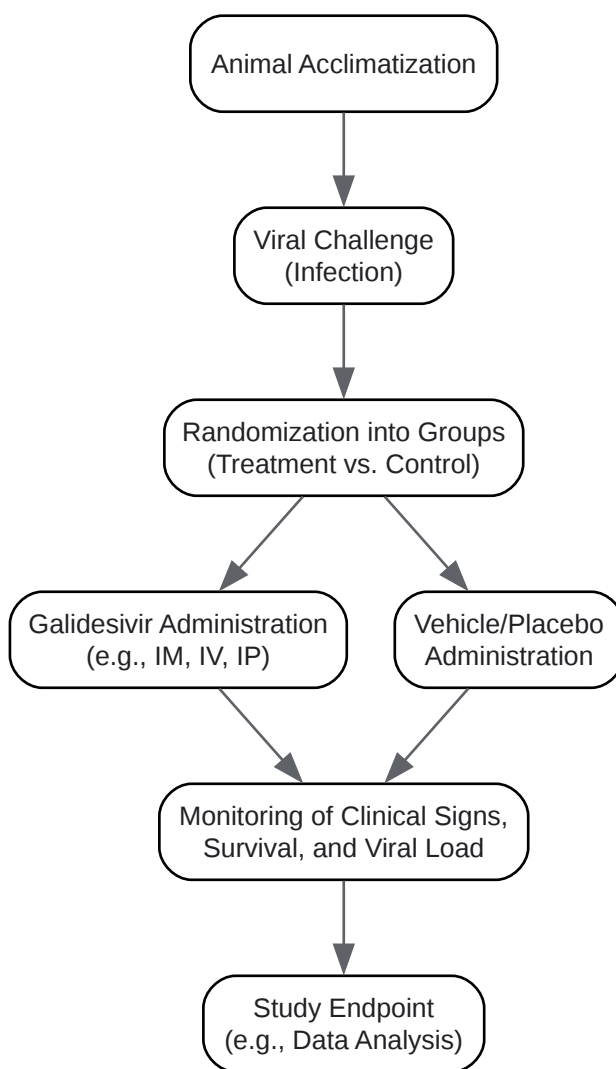 Animal Acclimatization
Viral Challenge
(Infection)
Randomization into Groups
(Treatment vs. Control)
Galidesivir Administration
(e.g., IM, IV, IP)
Vehicle/Placebo
Administration
Monitoring of Clinical Signs,
Survival, and Viral Load
Study Endpoint
(e.g., Data Analysis)